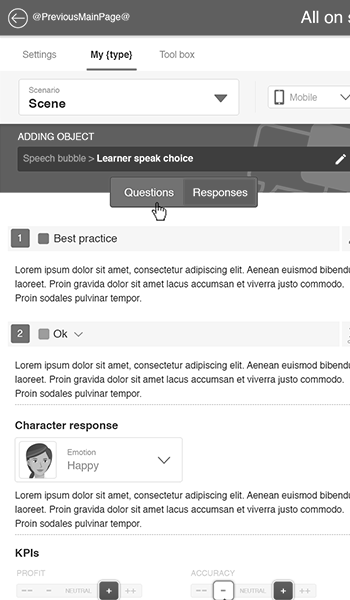 @PreviousMainPage@
All on
Settings My {type} Tool box
Scenario
Scene
Mobile
ADDING OBJECT
Speech bubble > Learner speak choice
Questions Responses
1 Best practice
Lorem ipsum dolor sit amet, consectetur adipiscing elit. Aenean euismod bibendu
laoreet. Proin gravida dolor sit amet lacus accumsan et viverra justo commodo.
Proin sodales pulvinar tempor.
2 Ok
Lorem ipsum dolor sit amet, consectetur adipiscing elit. Aenean euismod bibendu
laoreet. Proin gravida dolor sit amet lacus accumsan et viverra justo commodo.
Proin sodales pulvinar tempor.
Character response
Emotion
Happy
Lorem ipsum dolor sit amet, consectetur adipiscing elit. Aenean euismod bibendu
laoreet. Proin gravida dolor sit amet lacus accumsan et viverra justo commodo.
Proin sodales pulvinar tempor.
KPIs
PROFIT ACCURACY
-- - NEUTRAL + ++ -- - NEUTRAL + ++